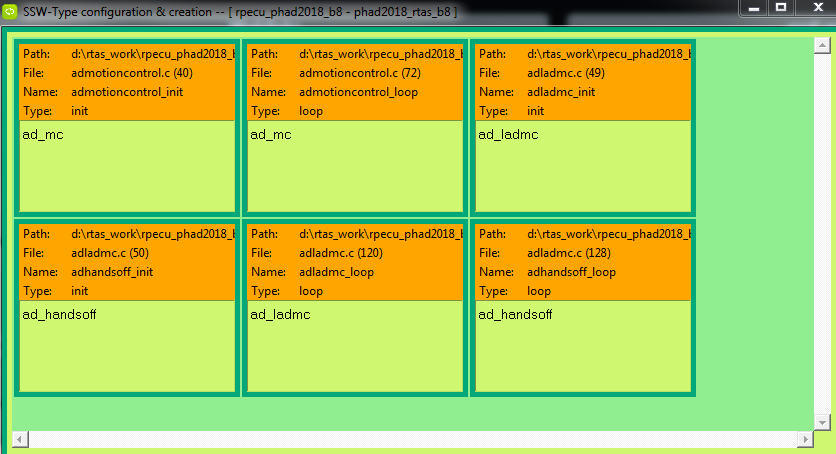 SSW-Type configuration & creation -- [ rpecu_phad2018_b8 - phad2018_rtas_b8 ]
Path: d:\rtas_work\rpecu_phad2018_b
File: admotioncontrol.c (40)
Name: admotioncontrol_init
Type: init
ad_mc
Path: d:\rtas_work\rpecu_phad2018_b
File: admotioncontrol.c (72)
Name: admotioncontrol_loop
Type: loop
ad_mc
Path: d:\rtas_work\rpecu_phad2018_b
File: adladmc.c (49)
Name: adladmc_init
Type: init
ad_ladmc
Path: d:\rtas_work\rpecu_phad2018_b
File: adladmc.c (50)
Name: adhandsoff_init
Type: init
ad_handsoff
Path: d:\rtas_work\rpecu_phad2018_b
File: adladmc.c (120)
Name: adladmc_loop
Type: loop
ad_ladmc
Path: d:\rtas_work\rpecu_phad2018_b
File: adladmc.c (128)
Name: adhandsoff_loop
Type: loop
ad_handsoff